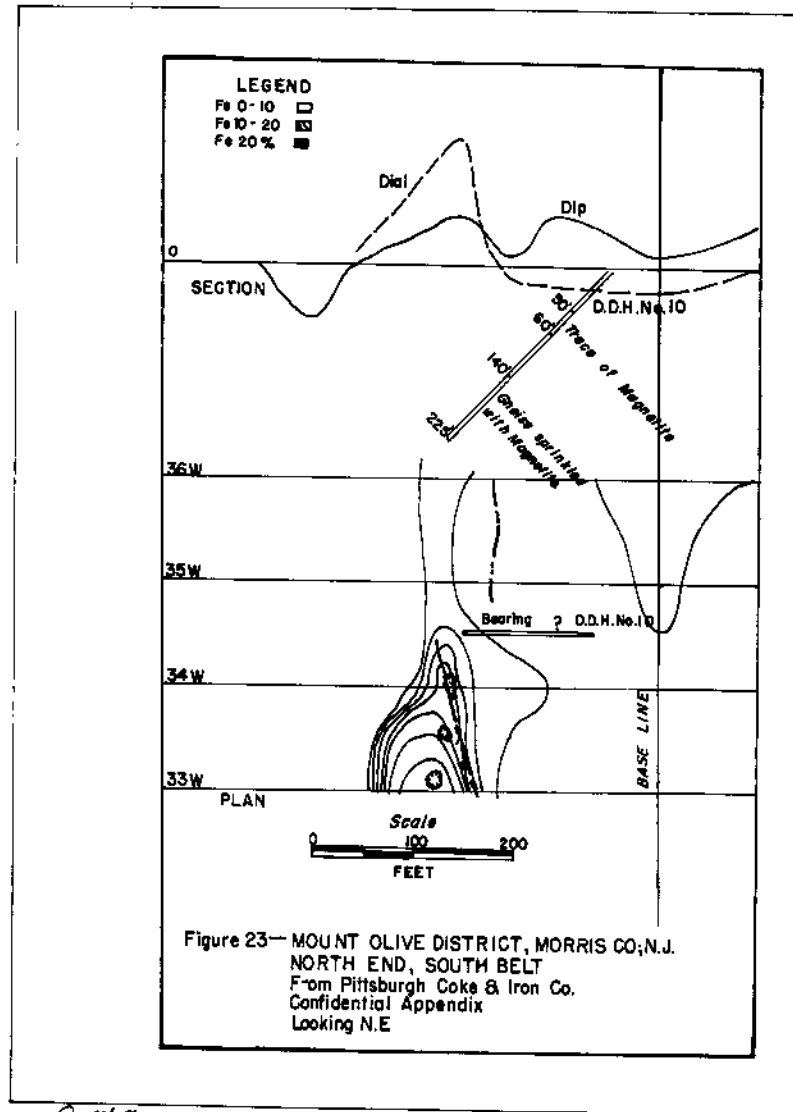 LEGEND
Fe 0-10
Fe 10-20
Fe 20%
Dial
Dip
0
SECTION
D.D.H. No. 10
30'
60'
Trace of Magnetite
140'
Gneiss sprinkled
with Magnetite
225'
36W
35W
Bearing ? D.D.H. No. 10
34W
BASE LINE
33W
PLAN
Scale
0 100 200
FEET
Figure 23— MOUNT OLIVE DISTRICT, MORRIS CO., N.J.
NORTH END, SOUTH BELT
From Pittsburgh Coke & Iron Co.
Confidential Appendix
Looking N.E